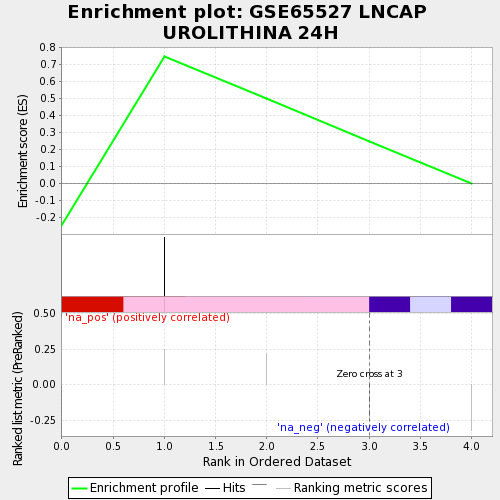 Enrichment plot: GSE65527 LNCAP
UROLITHINA 24H
Enrichment score (ES)
0.8
0.7
0.6
0.5
0.4
0.3
0.2
0.1
0.0
-0.1
-0.2
Ranked list metric (PreRanked)
0.50
0.25
0.00
-0.25
'na_pos' (positively correlated)
Zero cross at 3
'na_neg' (negatively correlated)
0.0 0.5 1.0 1.5 2.0 2.5 3.0 3.5 4.0
Rank in Ordered Dataset
Enrichment profile Hits Ranking metric scores